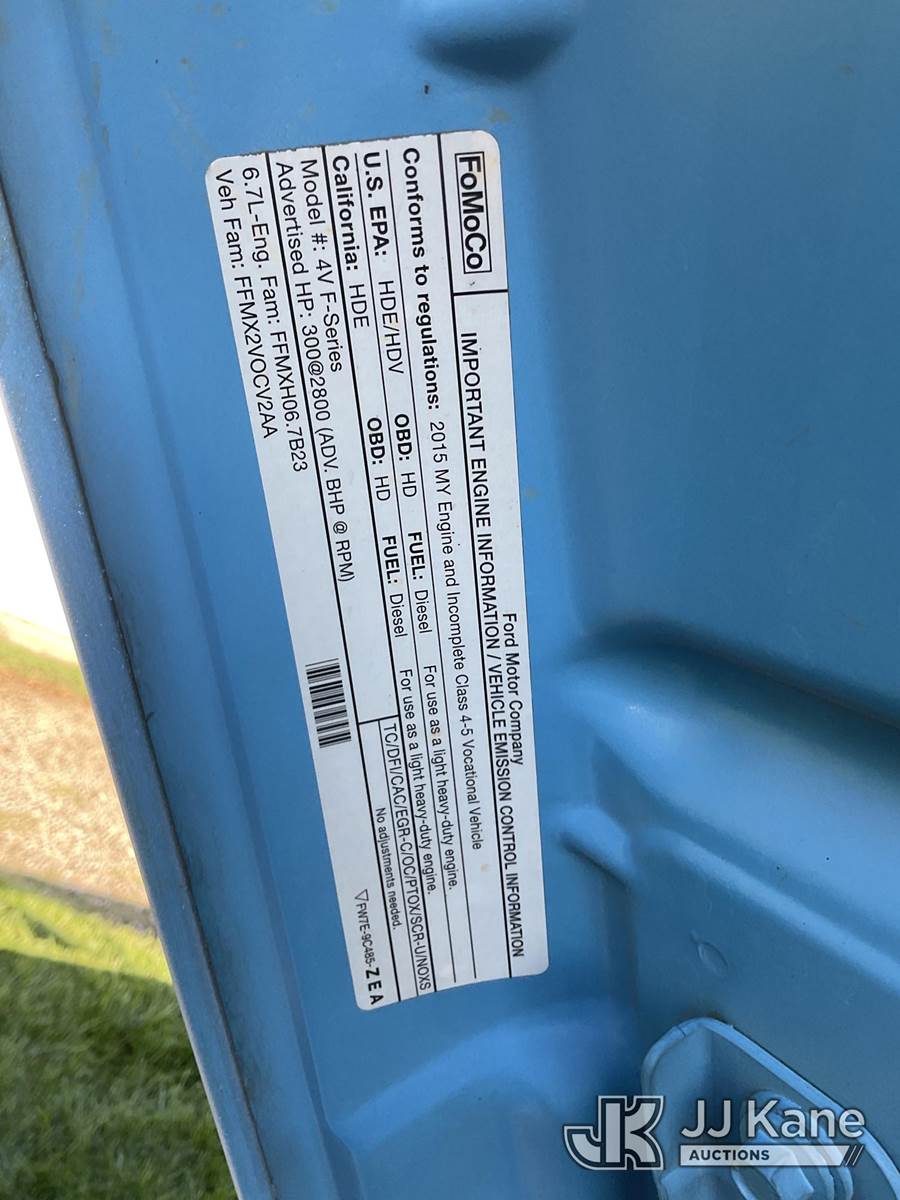 FoMoCo
Ford Motor Company
IMPORTANT ENGINE INFORMATION / VEHICLE EMISSION CONTROL INFORMATION
Conforms to regulations: 2015 MY Engine and Incomplete Class 4-5 Vocational Vehicle
U.S. EPA: HDE/HDV OBD: HD FUEL: Diesel For use as a light heavy-duty engine.
California: HDE OBD: HD FUEL: Diesel For use as a light heavy-duty engine.
Model #: 4V F-Series
TC/DFI/CAC/EGR-C/OC/PTOX/SCR-U/NOXS
Advertised HP: 300@2800 (ADV. BHP @ RPM)
No adjustments needed.
6.7L-Eng. Fam: FFMXH06.7B23
Veh Fam: FFMX2VOCV2AA
FW7E-9C485-ZEA
JK JJ Kane
AUCTIONS